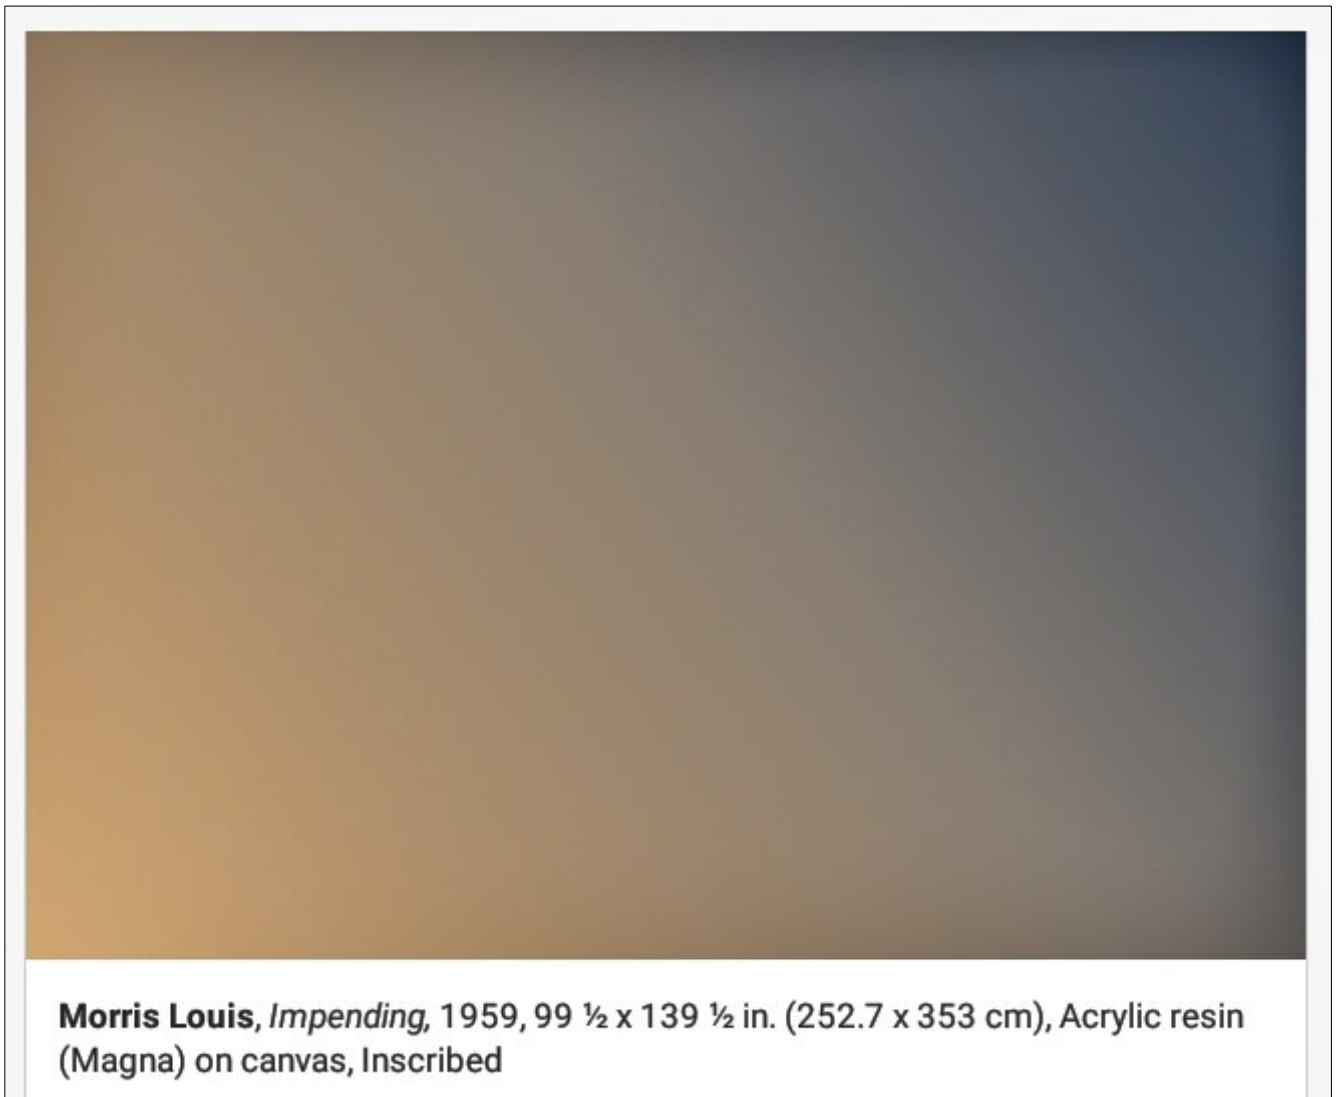 Morris Louis, Impending, 1959, 99 ½ x 139 ½ in. (252.7 x 353 cm), Acrylic resin
(Magna) on canvas, Inscribed